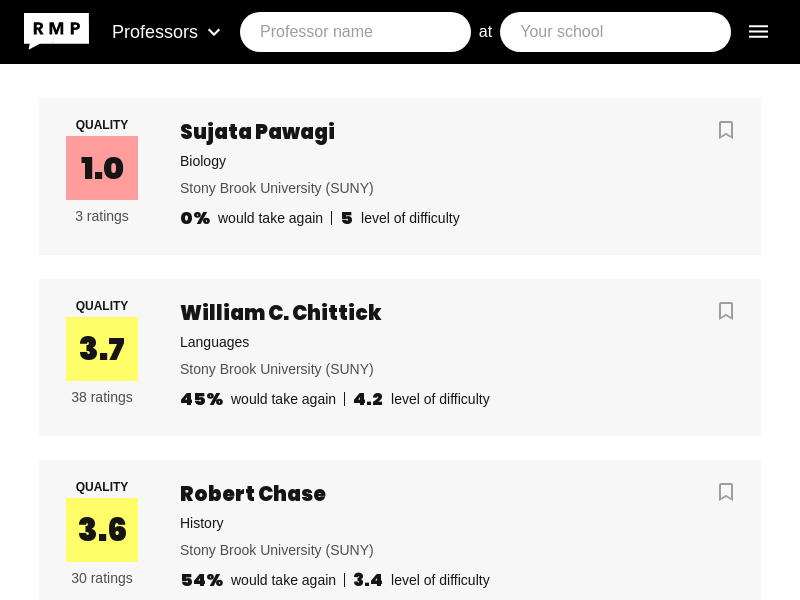 RMP Professors Professor name at Your school
QUALITY
1.0
3 ratings
Sujata Pawagi
Biology
Stony Brook University (SUNY)
0% would take again | 5 level of difficulty
QUALITY
3.7
38 ratings
William C. Chittick
Languages
Stony Brook University (SUNY)
45% would take again | 4.2 level of difficulty
QUALITY
3.6
30 ratings
Robert Chase
History
Stony Brook University (SUNY)
54% would take again | 3.4 level of difficulty